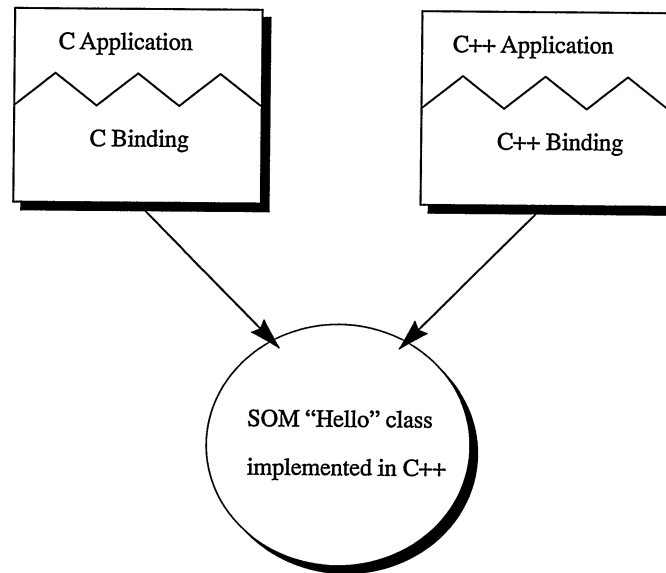 C Application
C Binding
C++ Application
C++ Binding
SOM “Hello” class
implemented in C++